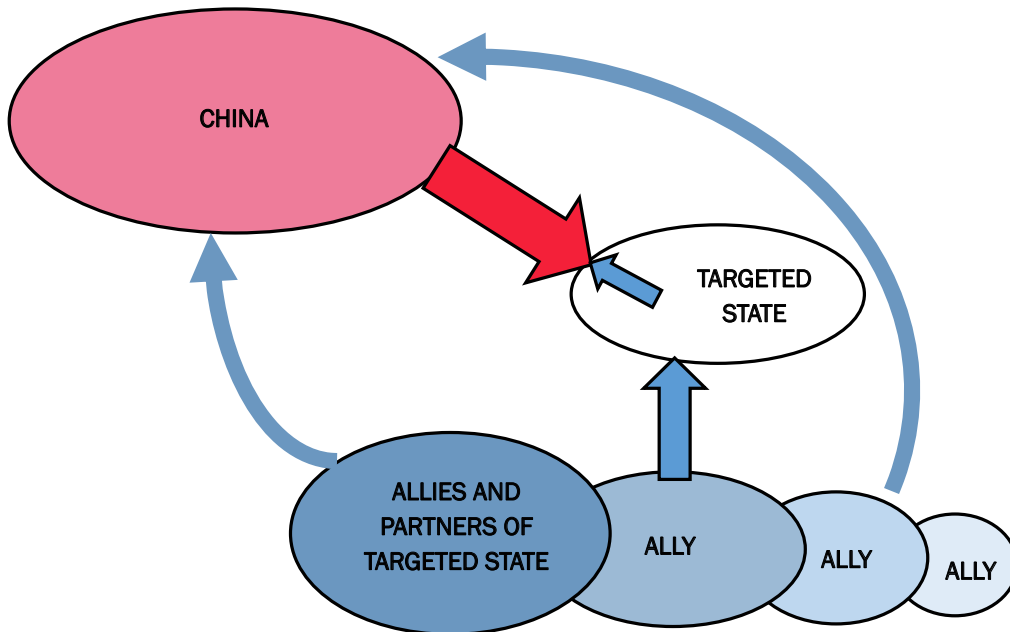 CHINA
TARGETED
STATE
ALLIES AND
PARTNERS OF
TARGETED STATE
ALLY
ALLY
ALLY